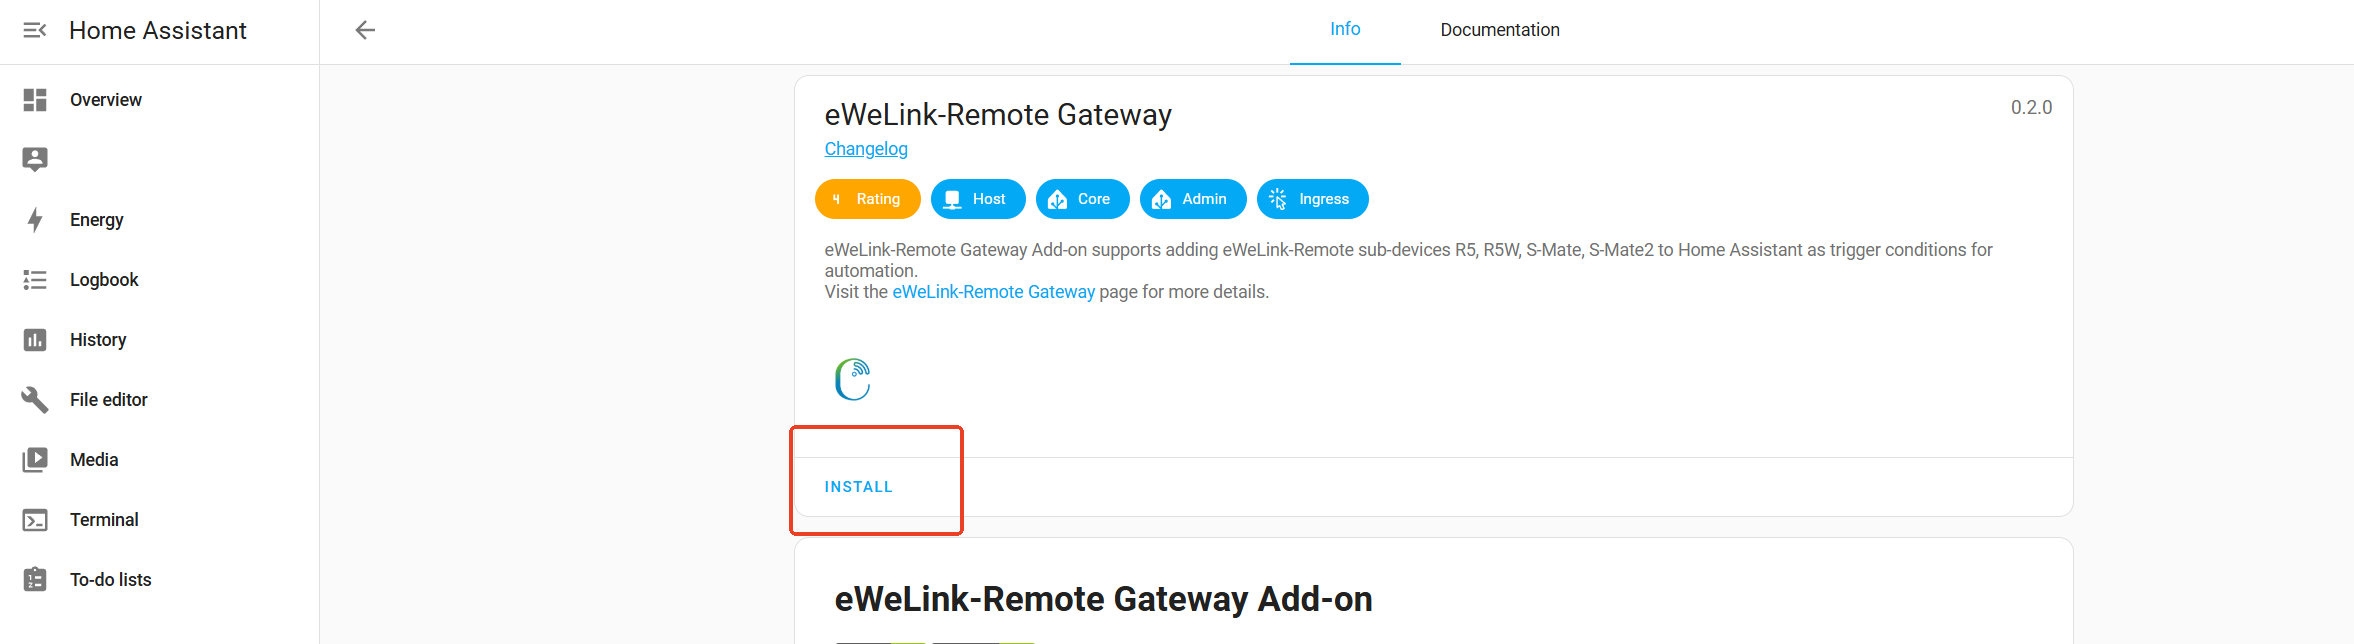 Home Assistant
Overview
Energy
Logbook
History
File editor
Media
Terminal
To-do lists
Info
Documentation
eWeLink-Remote Gateway
0.2.0
Changelog
4 Rating
Host
Core
Admin
Ingress
eWeLink-Remote Gateway Add-on supports adding eWeLink-Remote sub-devices R5, R5W, S-Mate, S-Mate2 to Home Assistant as trigger conditions for
automation.
Visit the eWeLink-Remote Gateway page for more details.
INSTALL
eWeLink-Remote Gateway Add-on